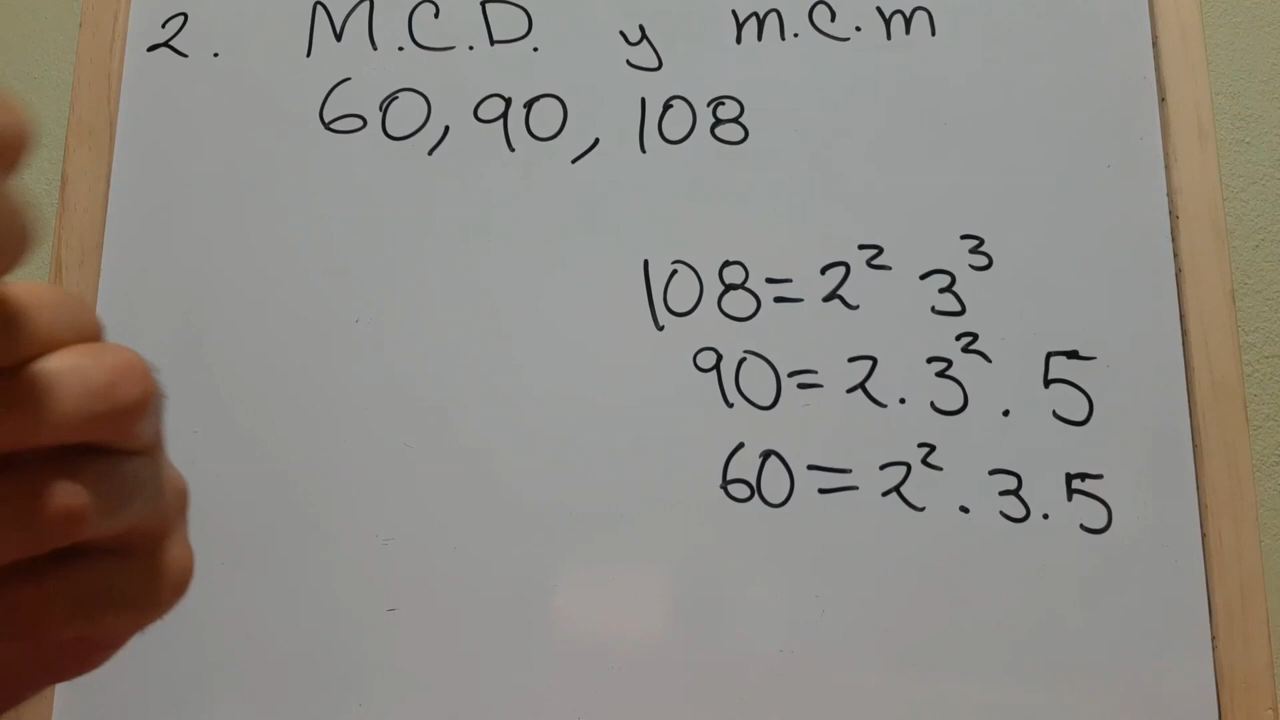 2. M.C.D. y m.c.m
60, 90, 108
108 = 2² 3³
90 = 2 . 3² . 5
60 = 2² . 3 . 5